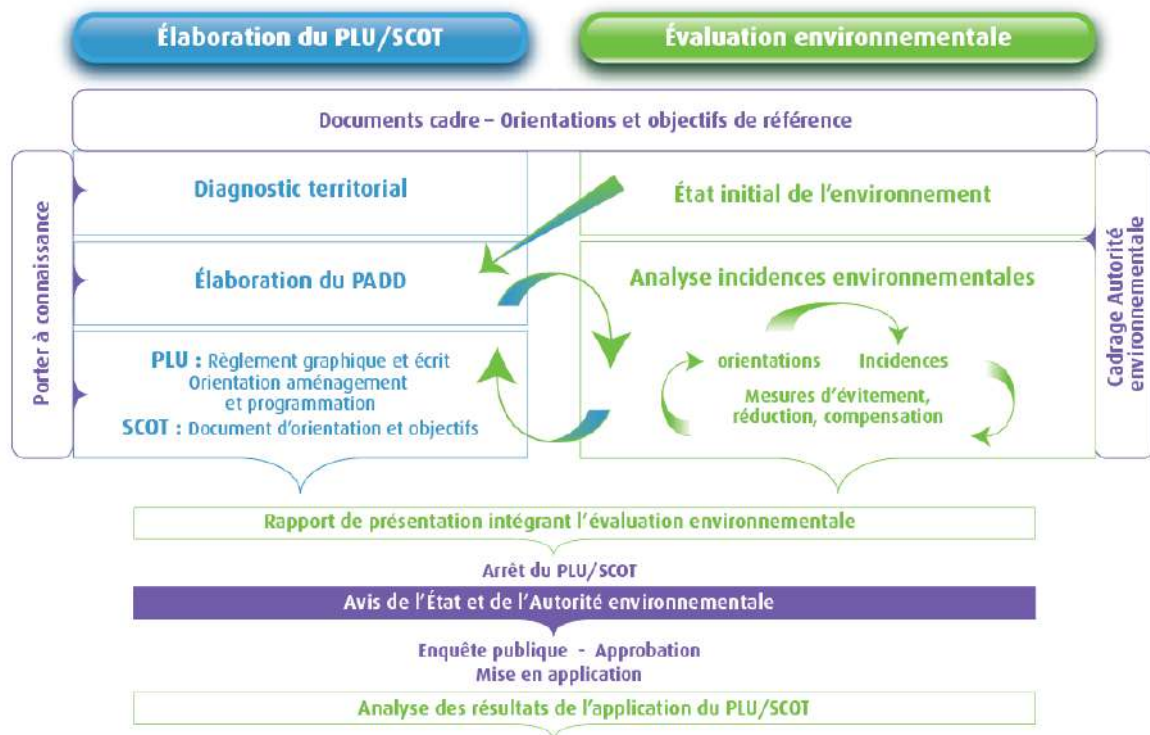 Élaboration du PLU/SCOT
Évaluation environnementale
Documents cadre – Orientations et objectifs de référence
Porter à connaissance
Diagnostic territorial
État initial de l'environnement
Cadrage Autorité
environnementale
Élaboration du PADD
Analyse incidences environnementales
PLU : Règlement graphique et écrit
Orientation aménagement
et programmation
SCOT : Document d'orientation et objectifs
orientations
Incidences
Mesures d'évitement,
réduction, compensation
Rapport de présentation intégrant l'évaluation environnementale
Arrêt du PLU/SCOT
Avis de l'État et de l'Autorité environnementale
Enquête publique - Approbation
Mise en application
Analyse des résultats de l'application du PLU/SCOT